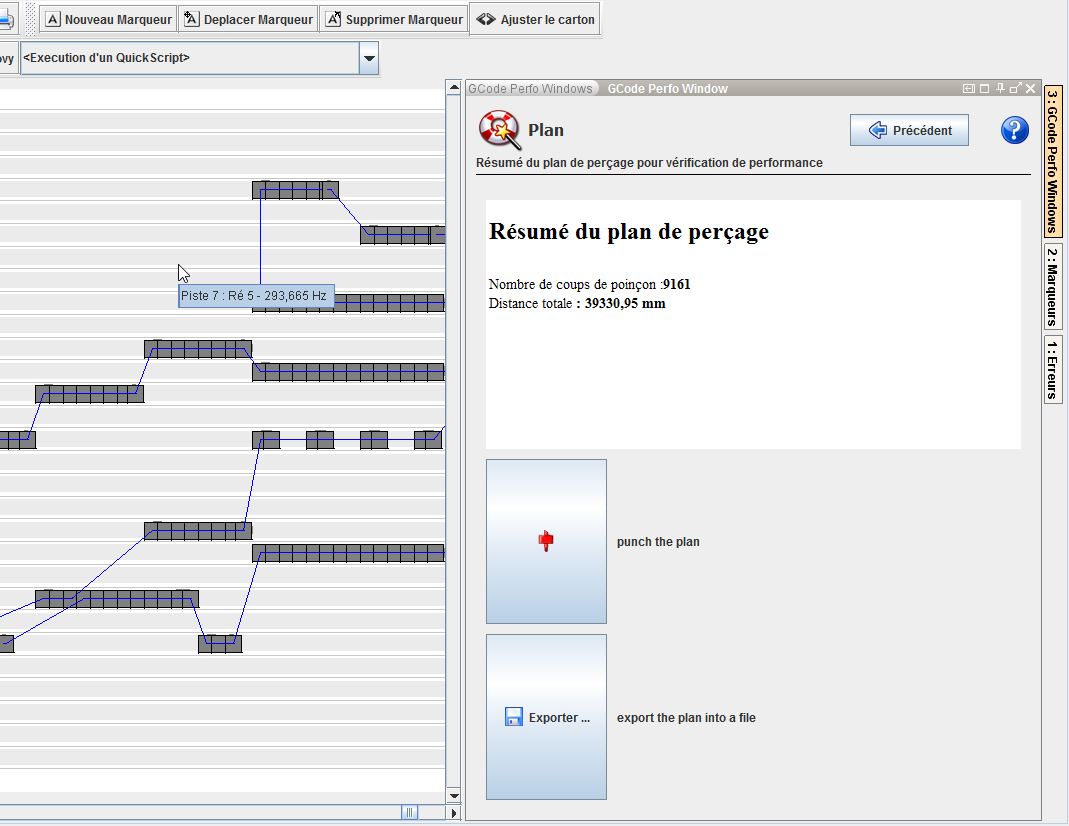 Nouveau Marqueur
Deplacer Marqueur
Supprimer Marqueur
Ajuster le carton
ovy
<Execution d'un QuickScript>
GCode Perfo Windows
GCode Perfo Window
Plan
Précédent
Résumé du plan de perçage pour vérification de performance
Résumé du plan de perçage
Nombre de coups de poinçon :9161
Distance totale : 39330,95 mm
Piste 7 : Ré 5 - 293,665 Hz
punch the plan
Exporter ...
export the plan into a file
3 : GCode Perfo Windows
2 : Marqueurs
1 : Erreurs